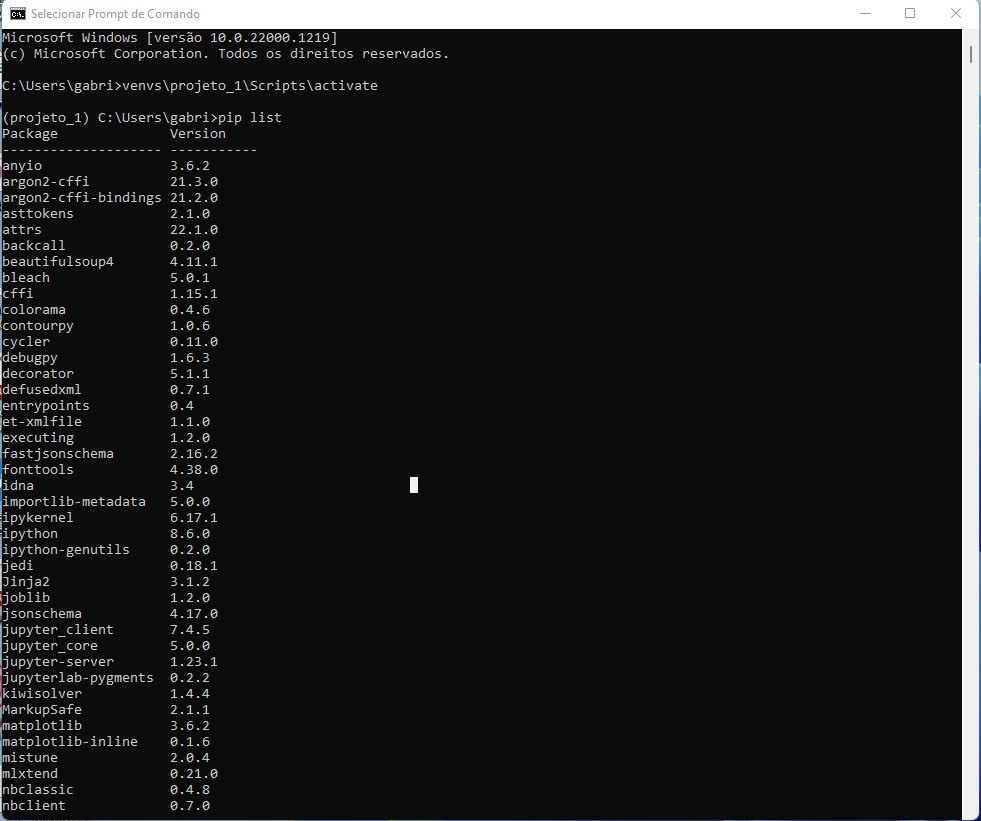 Selecionar Prompt de Comando
Microsoft Windows [versão 10.0.22000.1219]
(c) Microsoft Corporation. Todos os direitos reservados.
C:\Users\gabri>venvs\projeto_1\Scripts\activate
(projeto_1) C:\Users\gabri>pip list
Package Version
-------------------- -----------
anyio 3.6.2
argon2-cffi 21.3.0
argon2-cffi-bindings 21.2.0
asttokens 2.1.0
attrs 22.1.0
backcall 0.2.0
beautifulsoup4 4.11.1
bleach 5.0.1
cffi 1.15.1
colorama 0.4.6
contourpy 1.0.6
cycler 0.11.0
debugpy 1.6.3
decorator 5.1.1
defusedxml 0.7.1
entrypoints 0.4
et-xmlfile 1.1.0
executing 1.2.0
fastjsonschema 2.16.2
fonttools 4.38.0
idna 3.4
importlib-metadata 5.0.0
ipykernel 6.17.1
ipython 8.6.0
ipython-genutils 0.2.0
jedi 0.18.1
Jinja2 3.1.2
joblib 1.2.0
jsonschema 4.17.0
jupyter_client 7.4.5
jupyter_core 5.0.0
jupyter-server 1.23.1
jupyterlab-pygments 0.2.2
kiwisolver 1.4.4
MarkupSafe 2.1.1
matplotlib 3.6.2
matplotlib-inline 0.1.6
mistune 2.0.4
mlxtend 0.21.0
nbclassic 0.4.8
nbclient 0.7.0